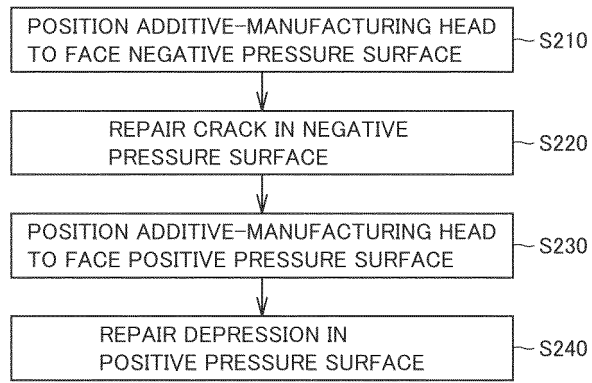 POSITION ADDITIVE-MANUFACTURING HEAD
TO FACE NEGATIVE PRESSURE SURFACE
S210
REPAIR CRACK IN NEGATIVE
PRESSURE SURFACE
S220
POSITION ADDITIVE-MANUFACTURING HEAD
TO FACE POSITIVE PRESSURE SURFACE
S230
REPAIR DEPRESSION IN
POSITIVE PRESSURE SURFACE
S240